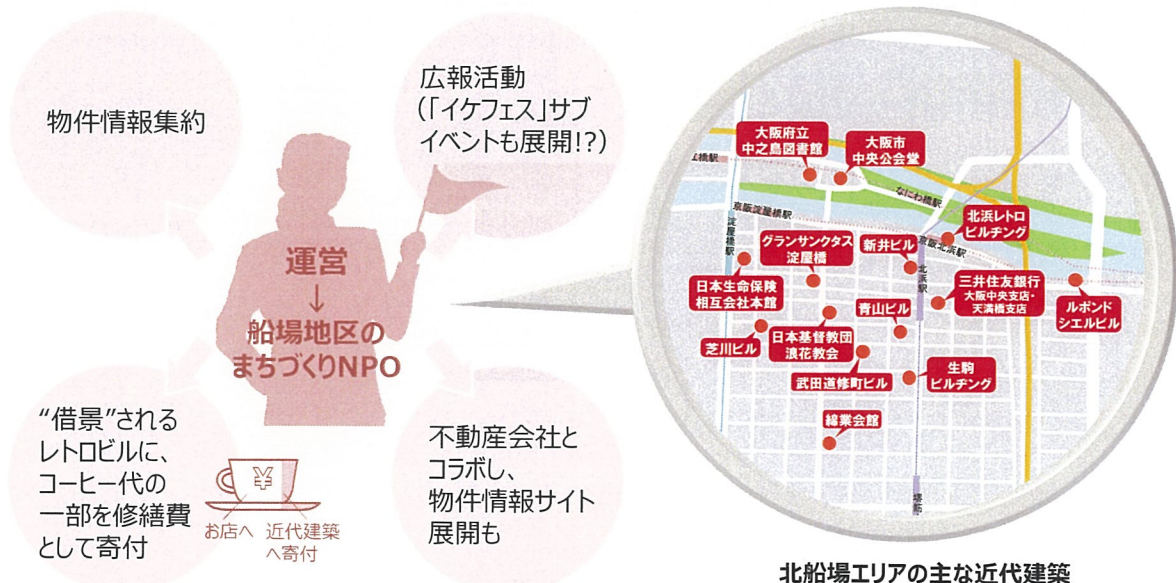 物件情報集約
広報活動
(「イケフェス」サブ
イベントも展開!?)
運営
↓
船場地区の
まちづくりNPO
“借景”される
レトロビルに、
コーヒー代の
一部を修繕費
として寄付
¥
お店へ 近代建築
へ寄付
不動産会社と
コラボし、
物件情報サイト
展開も
大阪府立
中之島図書館
大阪市
中央公会堂
橋駅
なにわ橋駅
京阪淀屋橋駅
淀屋橋駅
京阪北浜駅
北浜駅
北浜レトロ
ビルヂング
グランサンクタス
淀屋橋
新井ビル
日本生命保険
相互会社本館
三井住友銀行
大阪中央支店・
天満橋支店
ルポンド
シエルビル
青山ビル
芝川ビル
日本基督教団
浪花教会
武田道修町ビル
生駒
ビルヂング
綿業会館
堺筋
北船場エリアの主な近代建築